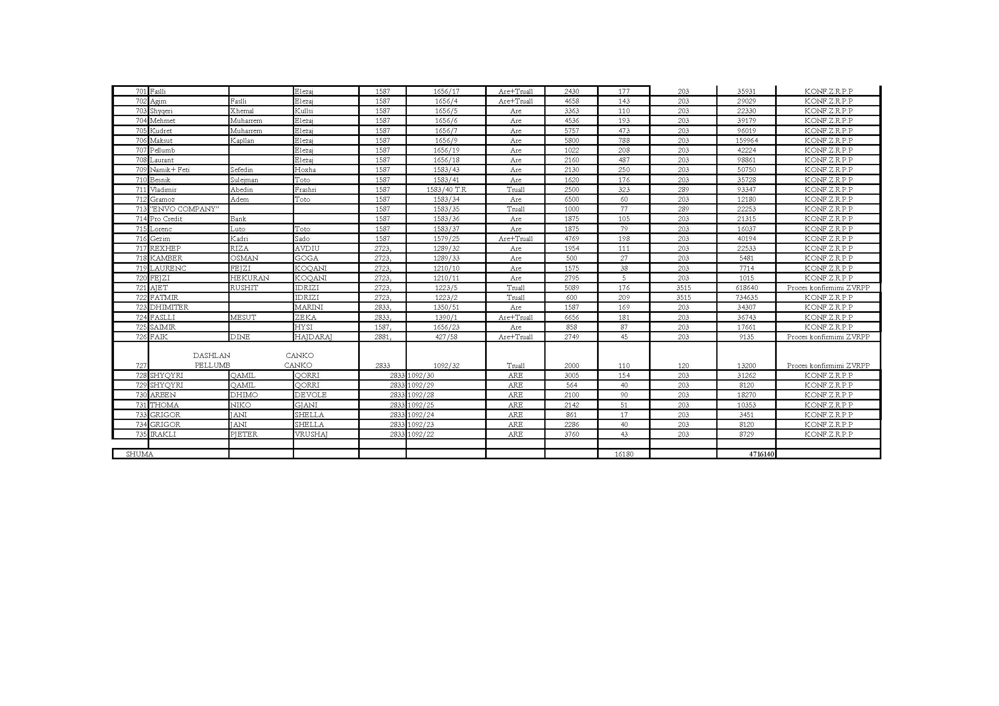 701 Faslli Elezaj 1587 1656/17 Are+Truall 2430 177 203 35931 KONF.Z.R.P.P
702 Agim Faslli Elezaj 1587 1656/4 Are+Truall 4658 143 203 29029 KONF.Z.R.P.P
703 Shyqeri Xhemal Kullsi 1587 1656/5 Are 3363 110 203 22330 KONF.Z.R.P.P
704 Mehmet Muharrem Elezaj 1587 1656/6 Are 4536 193 203 39179 KONF.Z.R.P.P
705 Kudret Muharrem Elezaj 1587 1656/7 Are 5757 473 203 96019 KONF.Z.R.P.P
706 Maksut Kapllan Elezaj 1587 1656/9 Are 5800 788 203 159964 KONF.Z.R.P.P
707 Pellumb Elezaj 1587 1656/19 Are 1022 208 203 42224 KONF.Z.R.P.P
708 Laurant Elezaj 1587 1656/18 Are 2160 487 203 98861 KONF.Z.R.P.P
709 Namik+ Feti Sefedin Hoxha 1587 1583/43 Are 2130 250 203 50750 KONF.Z.R.P.P
710 Besnik Sulejman Toto 1587 1583/41 Are 1620 176 203 35728 KONF.Z.R.P.P
711 Vladimir Abedin Frashri 1587 1583/40 T.R Truall 2500 323 289 93347 KONF.Z.R.P.P
712 Gramoz Adem Toto 1587 1583/34 Are 6500 60 203 12180 KONF.Z.R.P.P
713 "ENVO COMPANY" 1587 1583/35 Truall 1000 77 289 22253 KONF.Z.R.P.P
714 Pro Credit Bank 1587 1583/36 Are 1875 105 203 21315 KONF.Z.R.P.P
715 Lorenc Luto Toto 1587 1583/37 Are 1875 79 203 16037 KONF.Z.R.P.P
716 Gezim Kadri Sado 1587 1579/25 Are+Truall 4769 198 203 40194 KONF.Z.R.P.P
717 REXHEP RIZA AVDIU 2723, 1289/32 Are 1954 111 203 22533 KONF.Z.R.P.P
718 KAMBER OSMAN GOGA 2723, 1289/33 Are 500 27 203 5481 KONF.Z.R.P.P
719 LAURENC FEJZI KOQANI 2723, 1210/10 Are 1575 38 203 7714 KONF.Z.R.P.P
720 FEJZI HEKURAN KOQANI 2723, 1210/11 Are 2795 5 203 1015 KONF.Z.R.P.P
721 AJET RUSHIT IDRIZI 2723, 1223/5 Truall 5089 176 3515 618640 Proces konfirmimi ZVRPP
722 FATMIR IDRIZI 2723, 1223/2 Truall 600 209 3515 734635 KONF.Z.R.P.P
723 DHIMITER MARINI 2833, 1350/51 Are 1587 169 203 34307 KONF.Z.R.P.P
724 FASLLI MESUT ZEKA 2833, 1390/1 Are+Truall 6656 181 203 36743 KONF.Z.R.P.P
725 SAIMIR HYSI 1587, 1656/23 Are 858 87 203 17661 KONF.Z.R.P.P
726 FAIK DINE HAJDARAJ 2881, 427/58 Are+Truall 2749 45 203 9135 Proces konfirmimi ZVRPP
DASHLAN CANKO
727 PELLUMB CANKO 2833 1092/32 Truall 2000 110 120 13200 Proces konfirmimi ZVRPP
728 SHYQYRI QAMIL QORRI 2833 1092/30 ARE 3005 154 203 31262 KONF.Z.R.P.P
729 SHYQYRI QAMIL QORRI 2833 1092/29 ARE 564 40 203 8120 KONF.Z.R.P.P
730 ARBEN DHIMO DEVOLE 2833 1092/28 ARE 2100 90 203 18270 KONF.Z.R.P.P
731 THOMA NIKO GJANI 2833 1092/25 ARE 2142 51 203 10353 KONF.Z.R.P.P
733 GRIGOR JANI SHELLA 2833 1092/24 ARE 861 17 203 3451 KONF.Z.R.P.P
734 GRIGOR JANI SHELLA 2833 1092/23 ARE 2286 40 203 8120 KONF.Z.R.P.P
735 IRAKLI PJETER VRUSHAJ 2833 1092/22 ARE 3760 43 203 8729 KONF.Z.R.P.P
SHUMA 16180 4716140